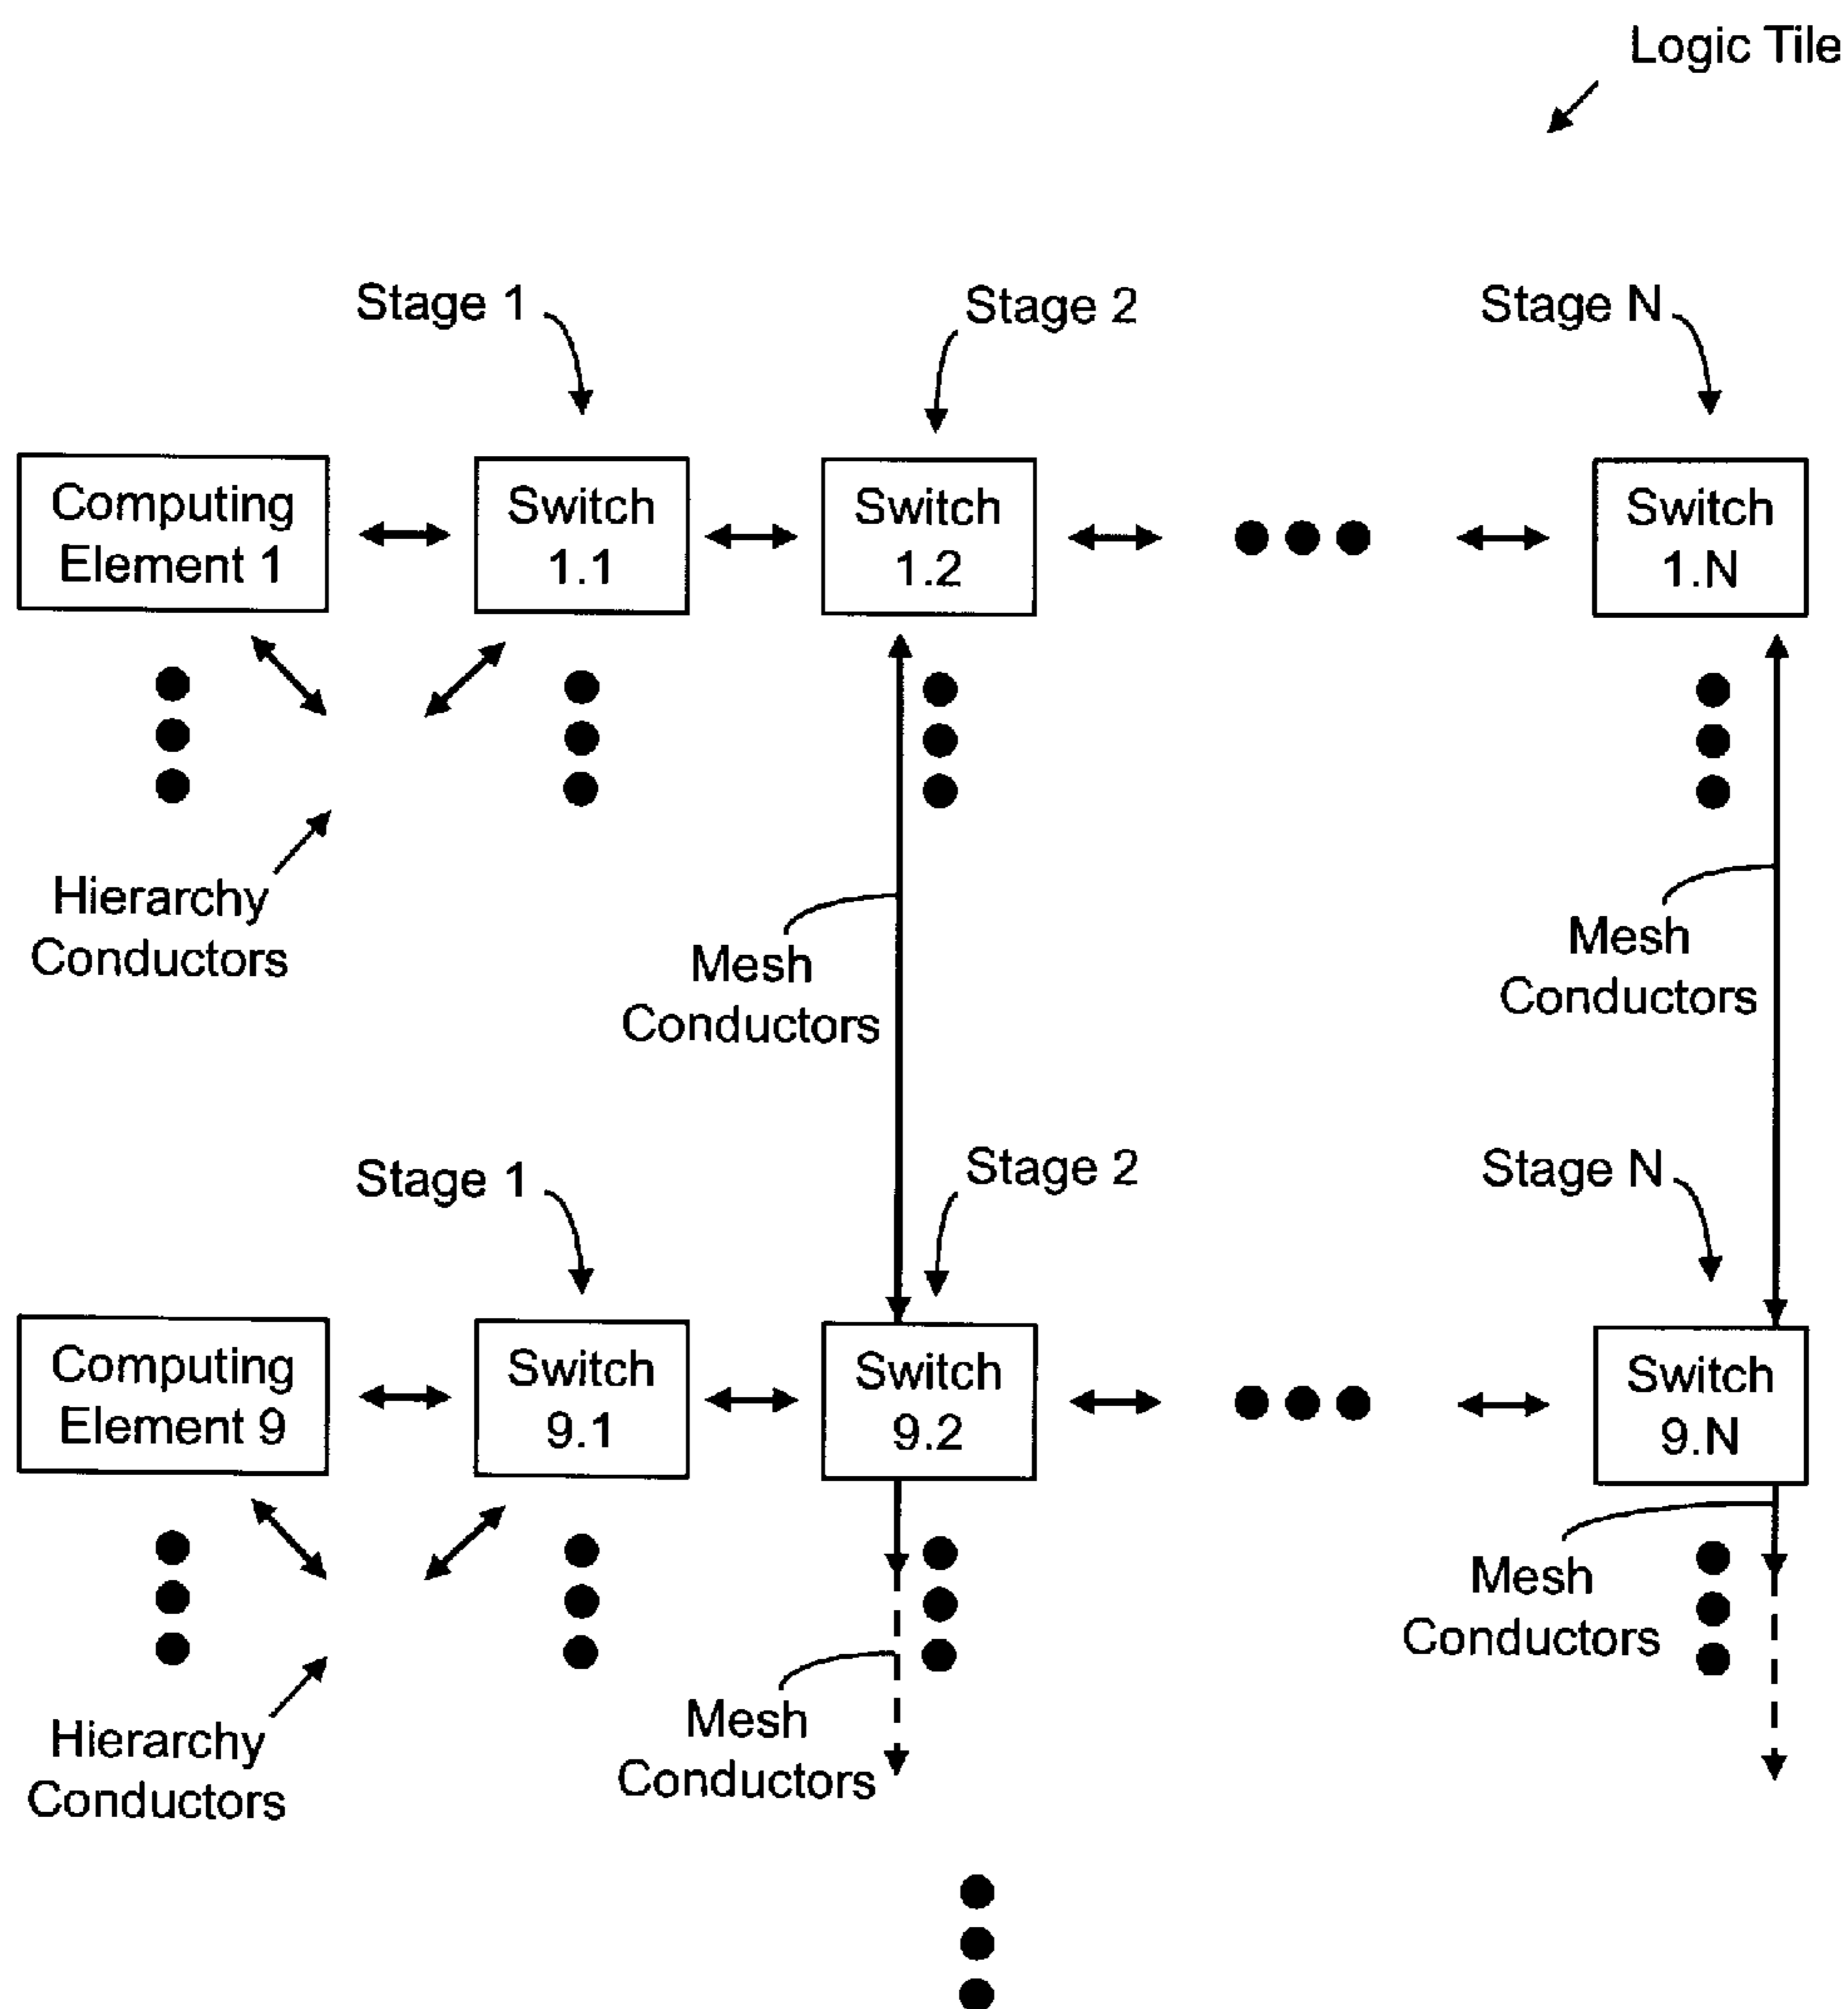 Logic Tile
Stage 1
Stage 2
Stage N
Computing
Element 1
Switch
1.1
Switch
1.2
Switch
1.N
Hierarchy
Conductors
Mesh
Conductors
Mesh
Conductors
Stage 1
Stage 2
Stage N
Computing
Element 9
Switch
9.1
Switch
9.2
Switch
9.N
Hierarchy
Conductors
Mesh
Conductors
Mesh
Conductors